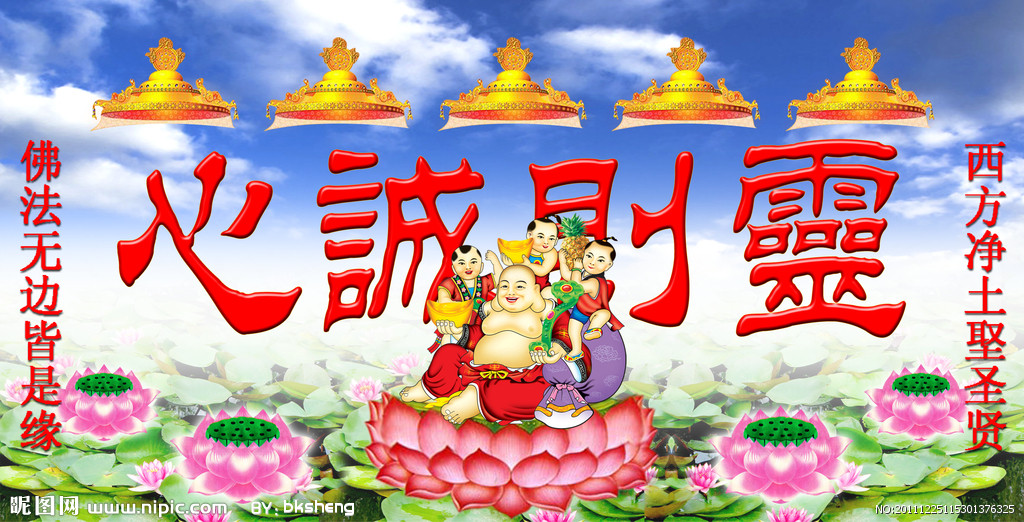 心誠則靈
佛法无边皆是缘
西方净土娶圣贤
昵图网 www.nipic.com
BY: bksheng
NO:20111225115301376325